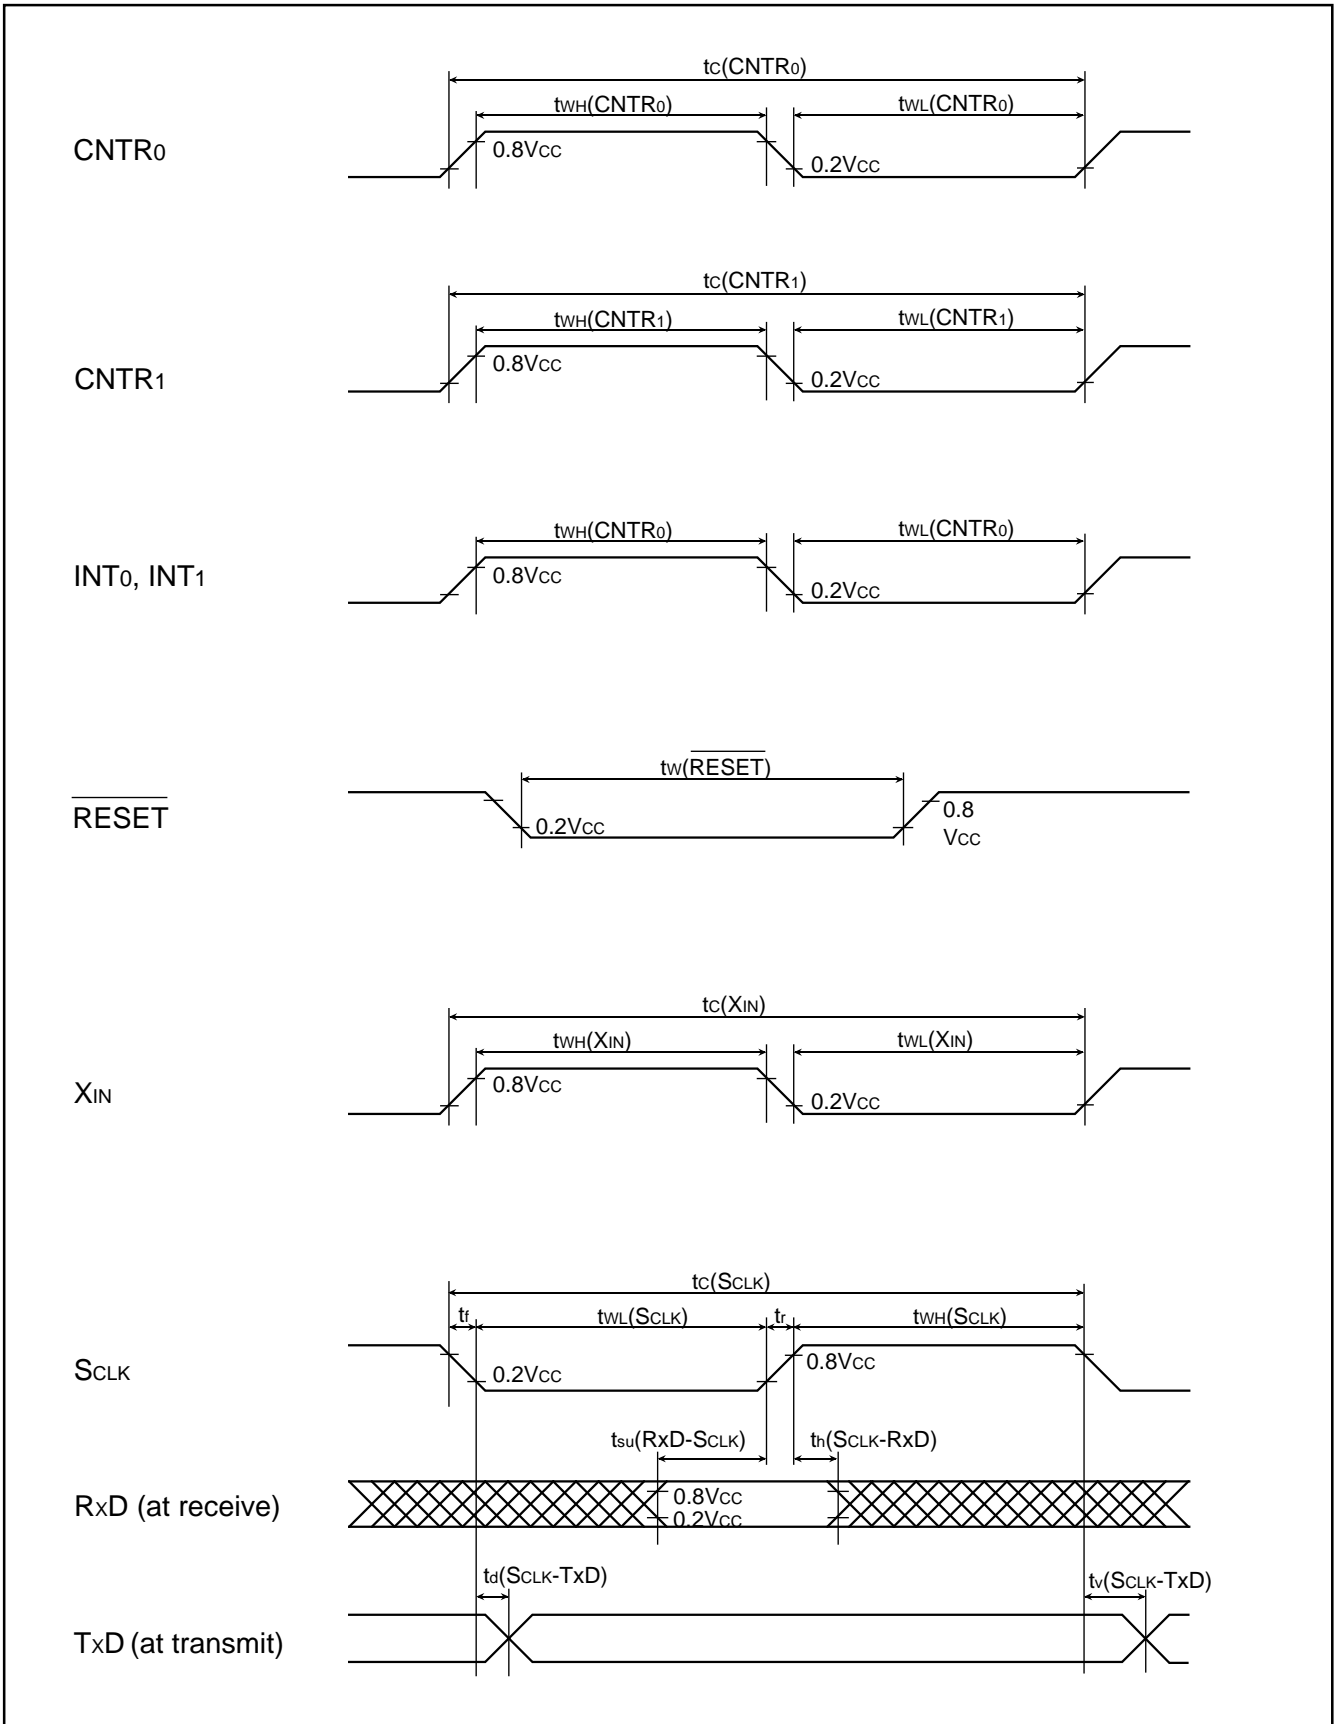 tC(CNTR0)
tWH(CNTR0) tWL(CNTR0)
CNTR0 0.8VCC 0.2VCC
tC(CNTR1)
tWH(CNTR1) tWL(CNTR1)
CNTR1 0.8VCC 0.2VCC
tWH(CNTR0) tWL(CNTR0)
INT0, INT1 0.8VCC 0.2VCC
tW(RESET)
RESET 0.2VCC 0.8
VCC
tC(XIN)
tWH(XIN) tWL(XIN)
XIN 0.8VCC 0.2VCC
tC(SCLK)
tf tWL(SCLK) tr tWH(SCLK)
SCLK 0.2VCC 0.8VCC
tsu(RxD-SCLK) th(SCLK-RxD)
RXD (at receive) 0.8VCC
0.2VCC
td(SCLK-TxD) tv(SCLK-TxD)
TXD (at transmit)